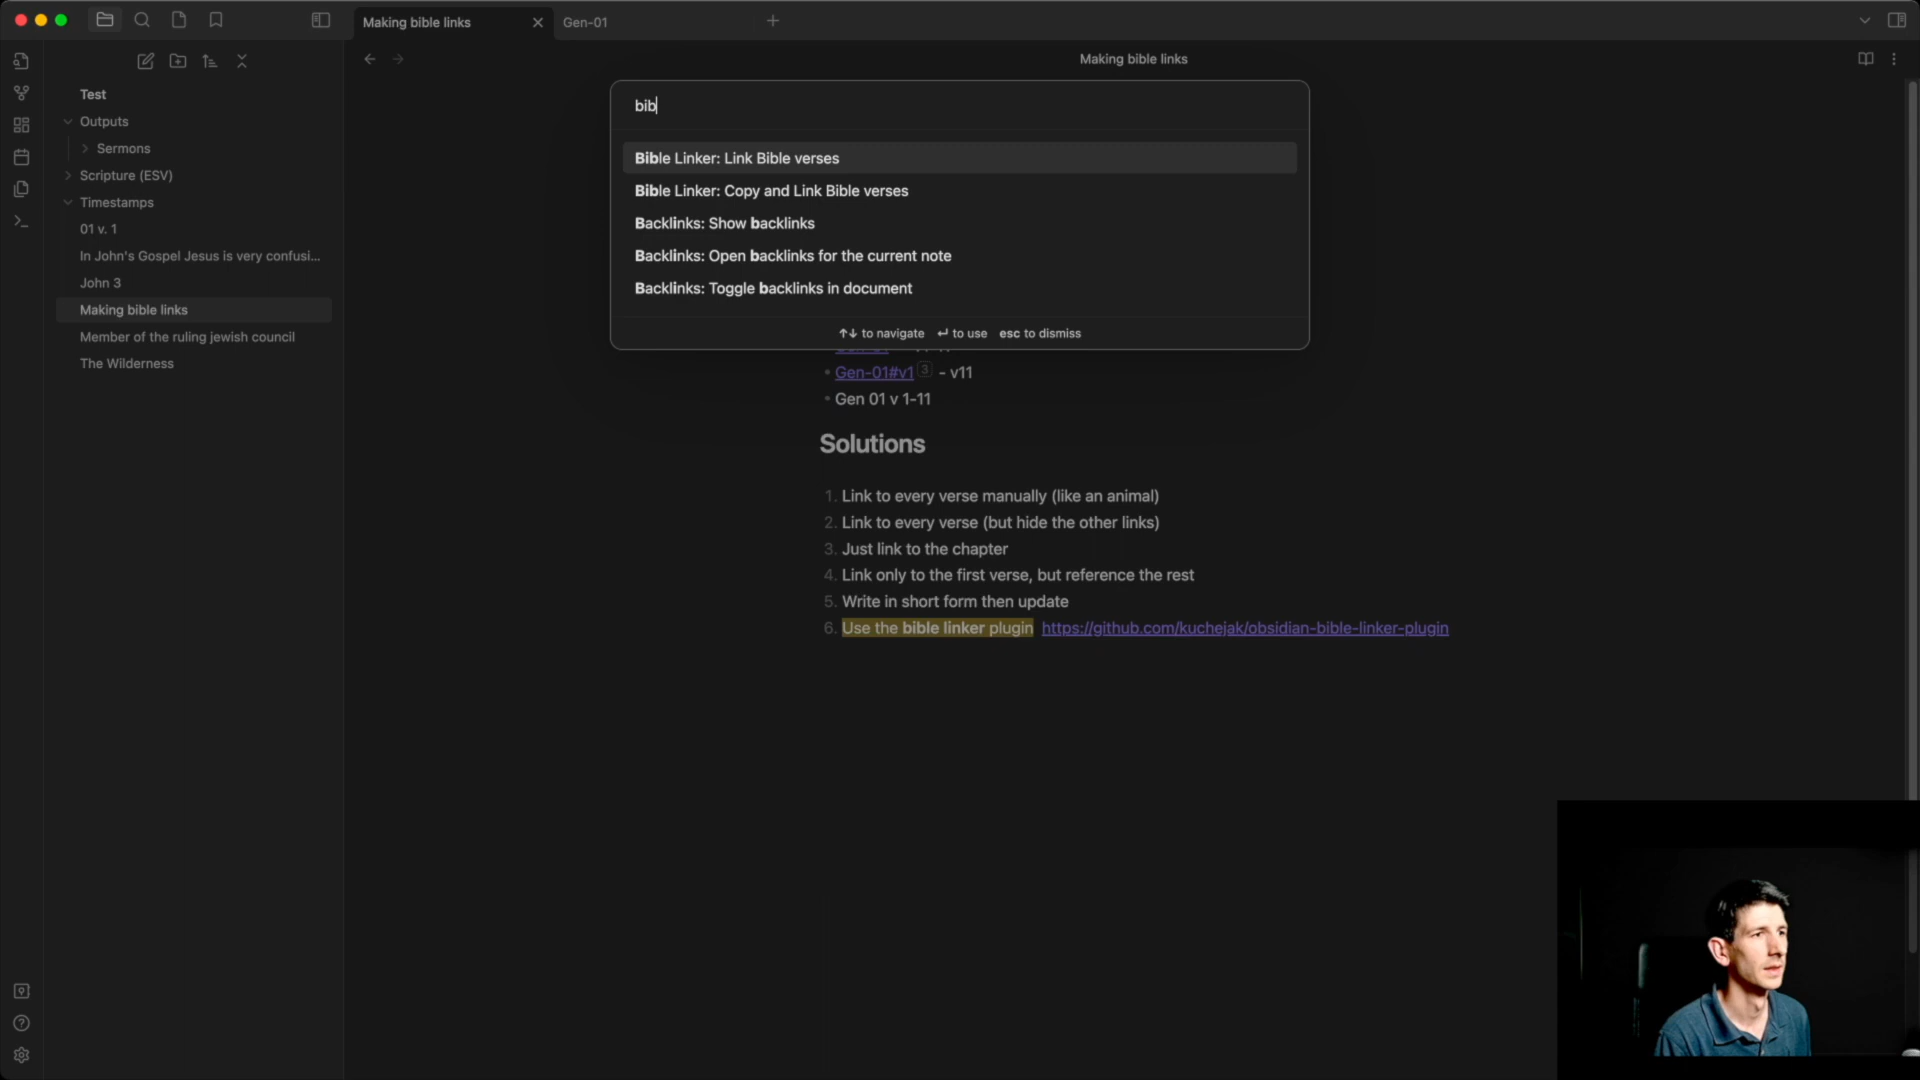 Making bible links
Gen-01
Making bible links
Test
Outputs
Sermons
Scripture (ESV)
Timestamps
01 v. 1
In John's Gospel Jesus is very confusi...
John 3
Making bible links
Member of the ruling jewish council
The Wilderness
bib
Bible Linker: Link Bible verses
Bible Linker: Copy and Link Bible verses
Backlinks: Show backlinks
Backlinks: Open backlinks for the current note
Backlinks: Toggle backlinks in document
↑↓ to navigate ↵ to use esc to dismiss
• Gen-01#v1 3 - v11
• Gen 01 v 1-11
Solutions
1. Link to every verse manually (like an animal)
2. Link to every verse (but hide the other links)
3. Just link to the chapter
4. Link only to the first verse, but reference the rest
5. Write in short form then update
6. Use the bible linker plugin https://github.com/kuchejak/obsidian-bible-linker-plugin